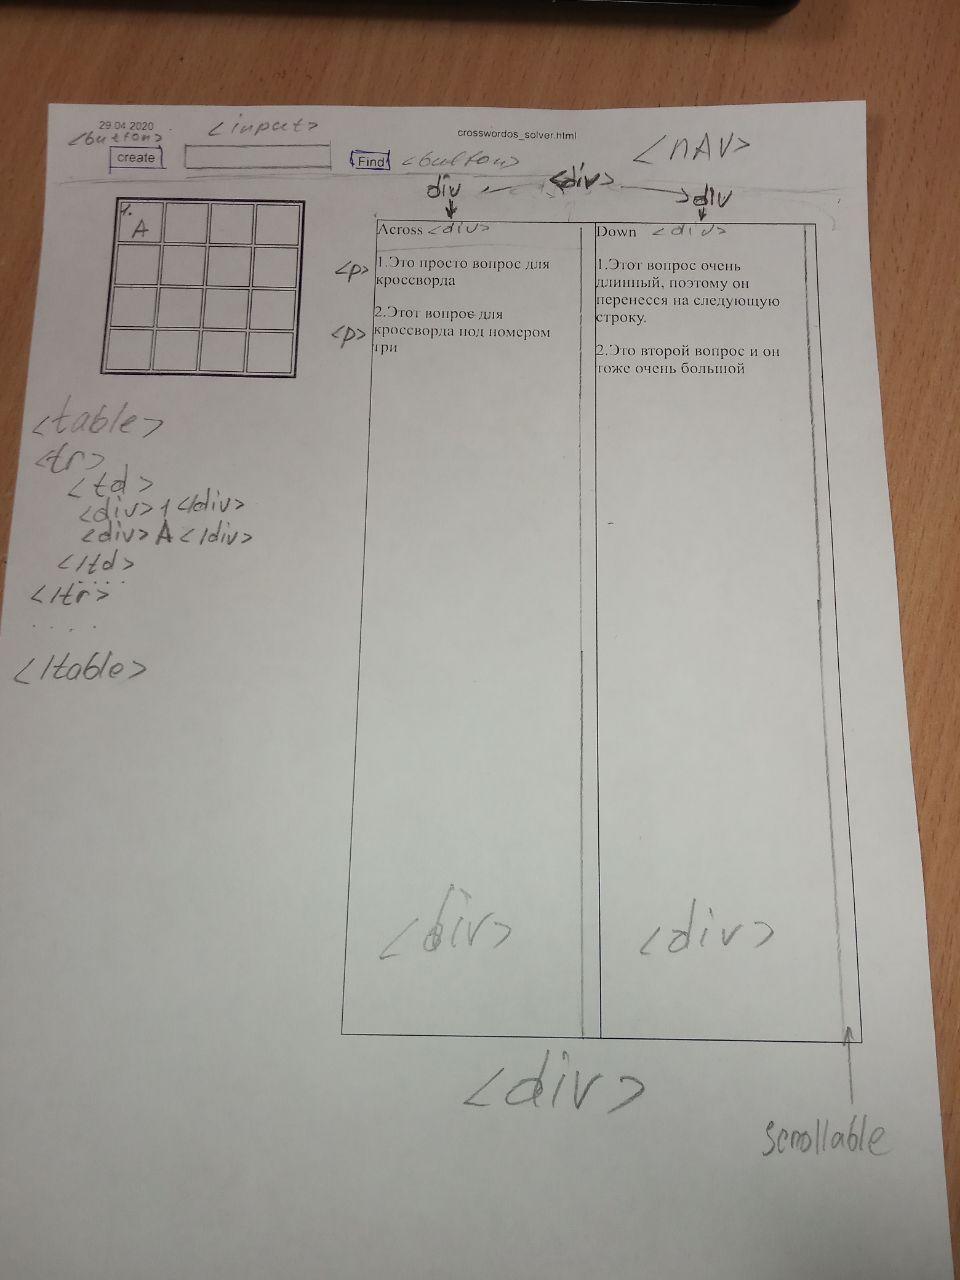 29.04.2020
<input>
crosswordos_solver.html
<nAV>
<button>
create
Find
<button>
div
<div>
div
1.
A
Across <div>
<p>
1.Это просто вопрос для
кроссворда
<p>
2.Этот вопрос для
кроссворда под номером
три
Down <div>
1.Этот вопрос очень
длинный, поэтому он
перенесся на следующую
строку.
2.Это второй вопрос и он
тоже очень большой
<table>
<tr>
<td>
<div>1</div>
<div>A</div>
</td>
.....
</tr>
....
</table>
<div>
<div>
<div>
scrollable